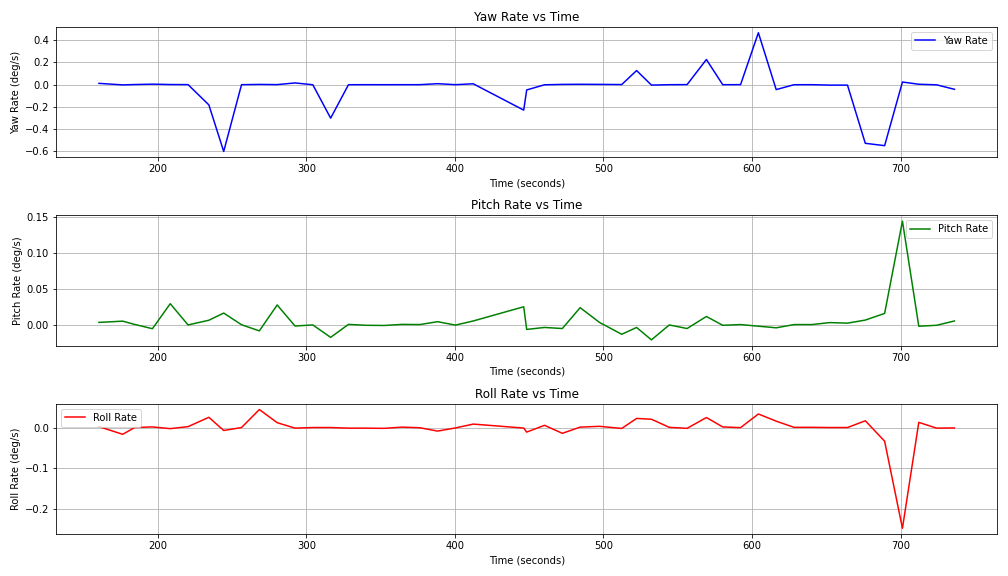 Yaw Rate vs Time
Yaw Rate (deg/s)
0.4
0.2
0.0
−0.2
−0.4
−0.6
Yaw Rate
200 300 400 500 600 700
Time (seconds)
Pitch Rate vs Time
Pitch Rate (deg/s)
0.15
0.10
0.05
0.00
Pitch Rate
200 300 400 500 600 700
Time (seconds)
Roll Rate vs Time
Roll Rate (deg/s)
0.0
−0.1
−0.2
Roll Rate
200 300 400 500 600 700
Time (seconds)